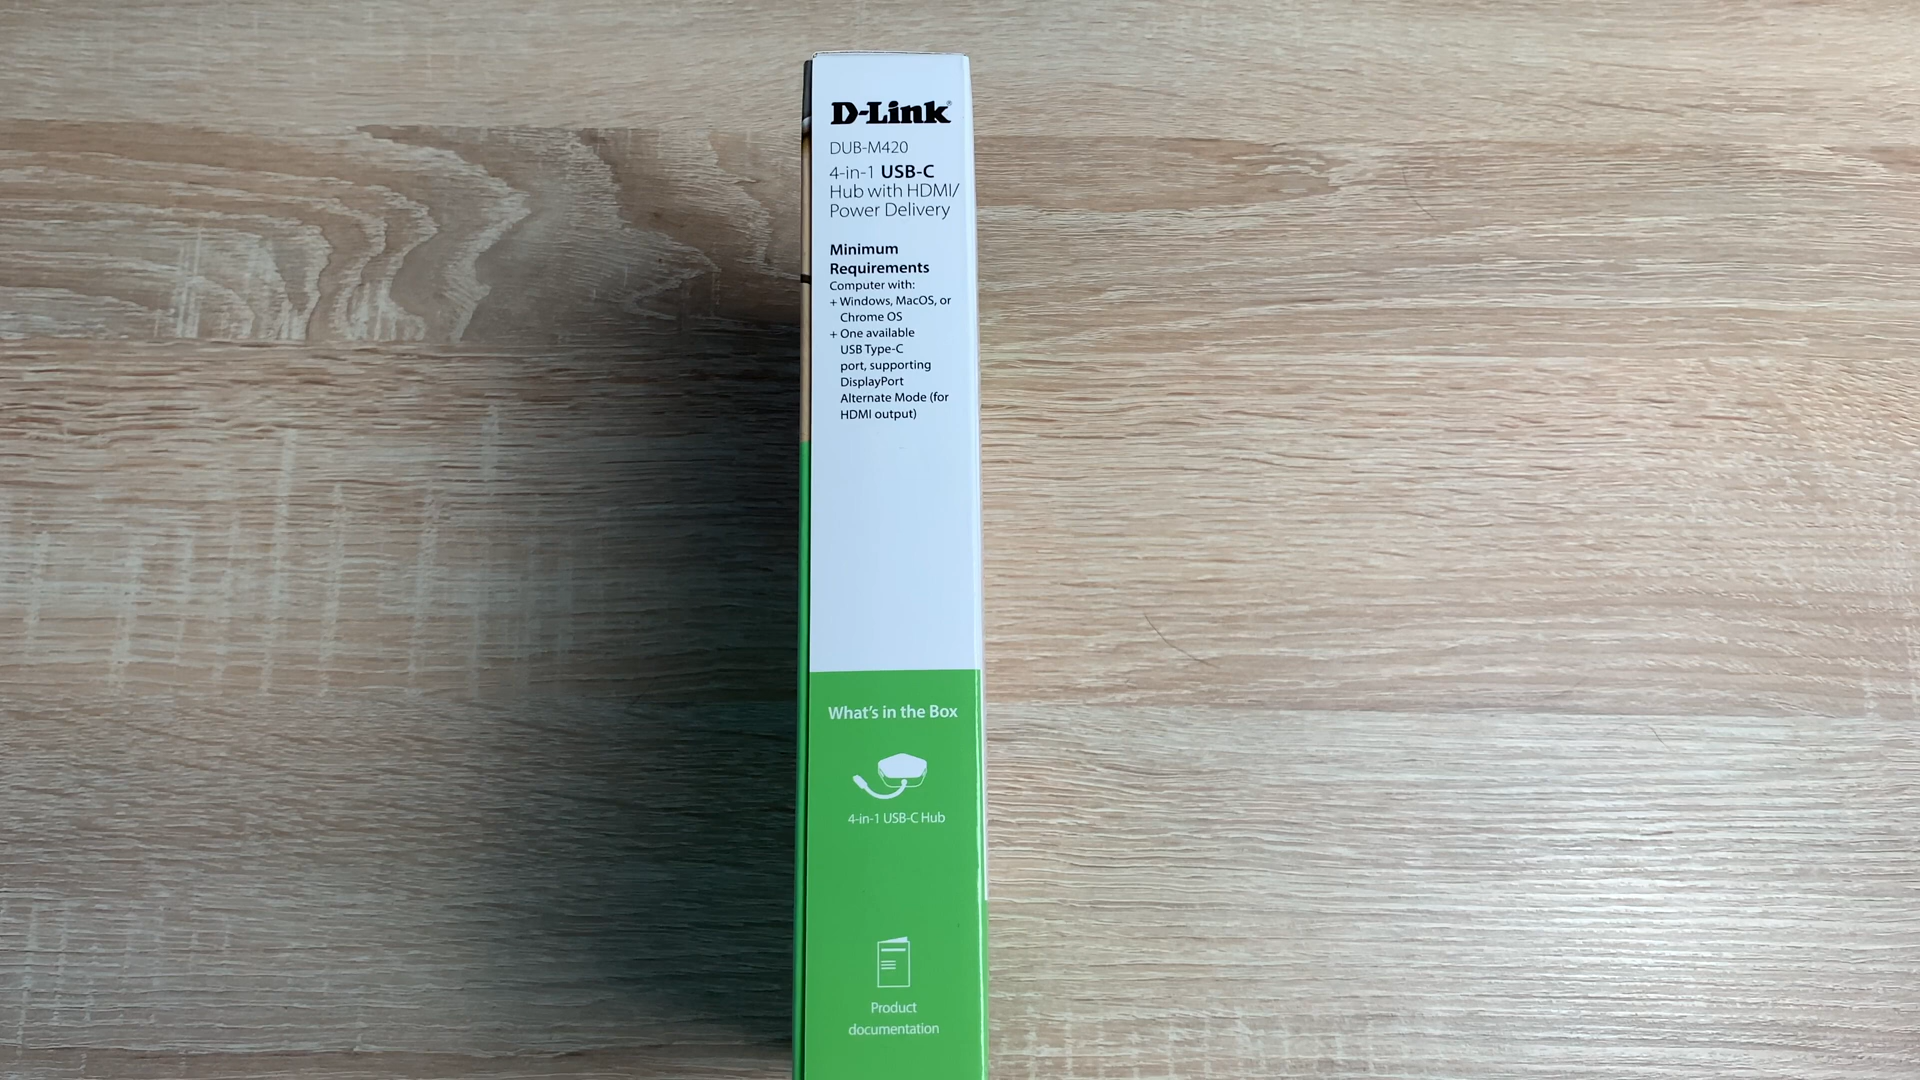 D-Link®
DUB-M420
4-in-1 USB-C
Hub with HDMI/
Power Delivery
Minimum
Requirements
Computer with:
+ Windows, MacOS, or
Chrome OS
+ One available
USB Type-C
port, supporting
DisplayPort
Alternate Mode (for
HDMI output)
What's in the Box
4-in-1 USB-C Hub
Product
documentation